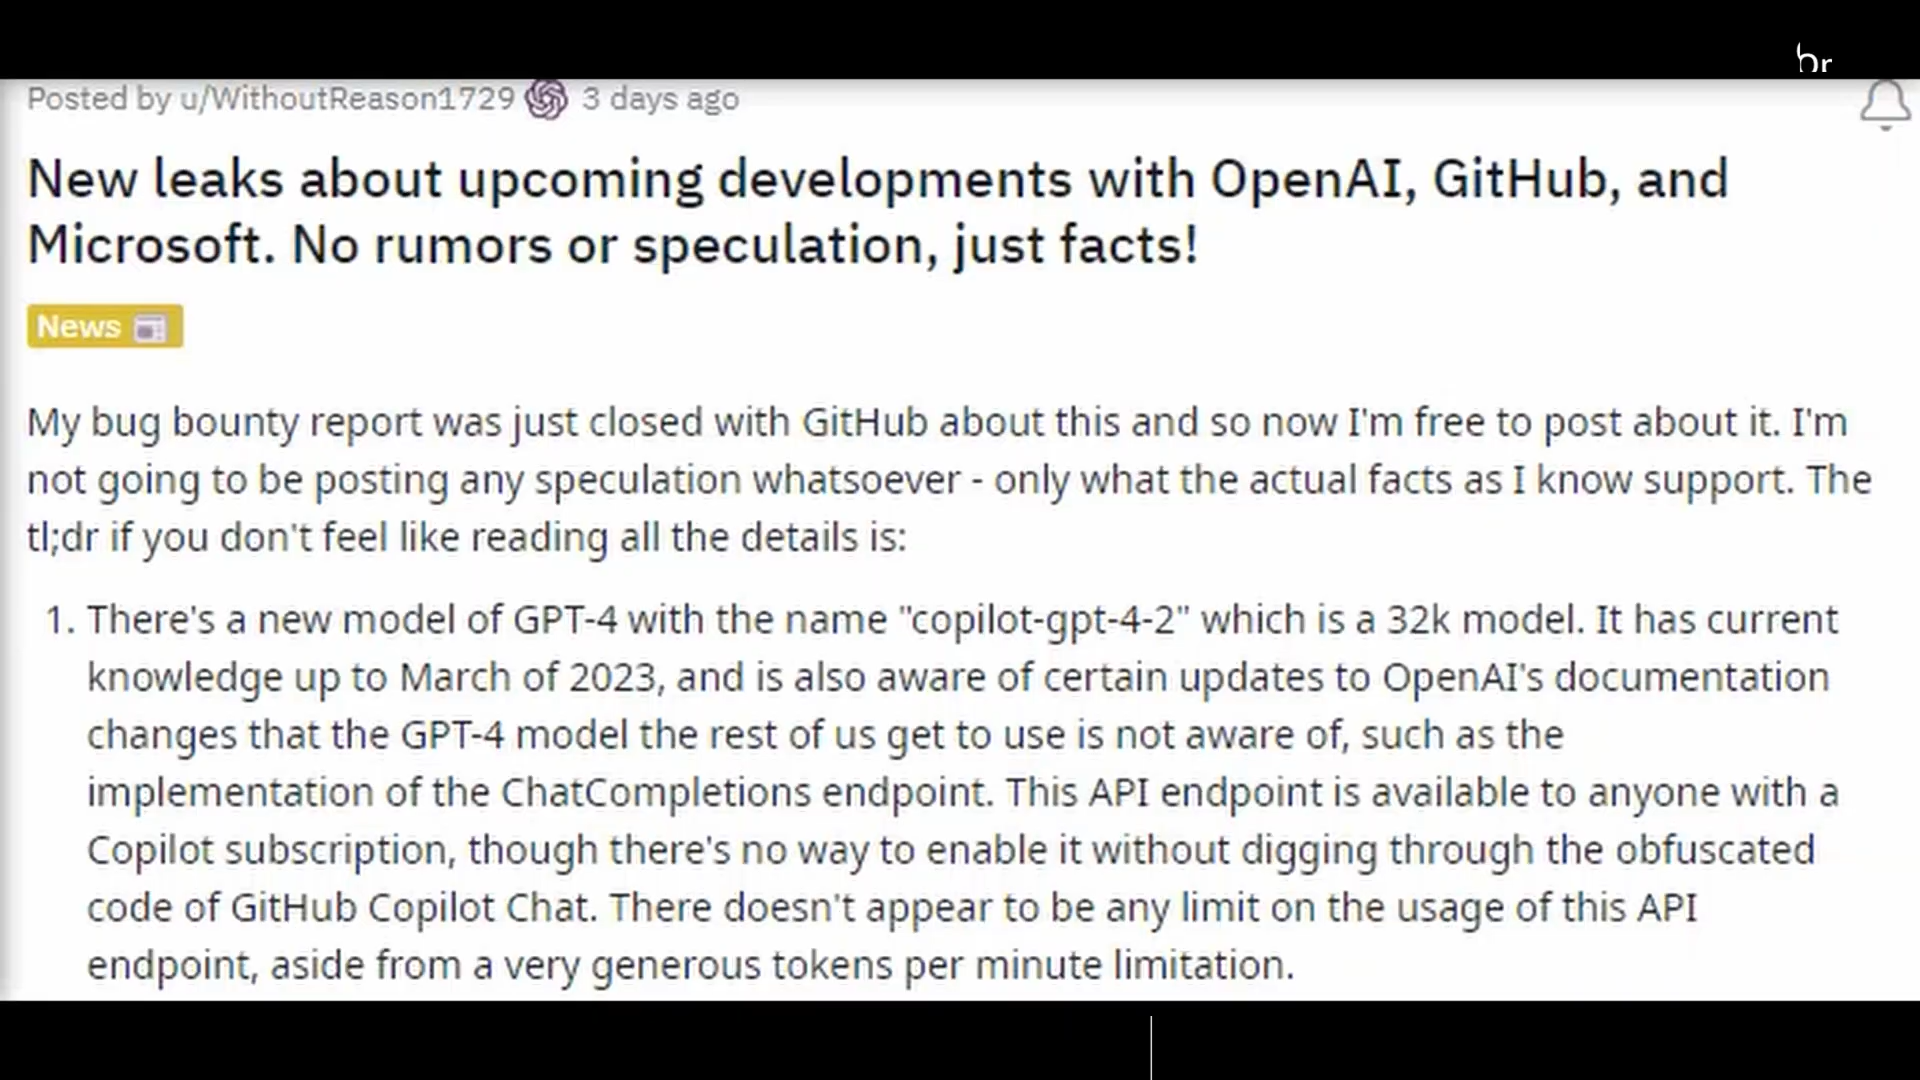 Posted by u/WithoutReason1729 3 days ago
New leaks about upcoming developments with OpenAI, GitHub, and
Microsoft. No rumors or speculation, just facts!
News
My bug bounty report was just closed with GitHub about this and so now I'm free to post about it. I'm
not going to be posting any speculation whatsoever - only what the actual facts as I know support. The
tl;dr if you don't feel like reading all the details is:
1. There's a new model of GPT-4 with the name "copilot-gpt-4-2" which is a 32k model. It has current
knowledge up to March of 2023, and is also aware of certain updates to OpenAI's documentation
changes that the GPT-4 model the rest of us get to use is not aware of, such as the
implementation of the ChatCompletions endpoint. This API endpoint is available to anyone with a
Copilot subscription, though there's no way to enable it without digging through the obfuscated
code of GitHub Copilot Chat. There doesn't appear to be any limit on the usage of this API
endpoint, aside from a very generous tokens per minute limitation.